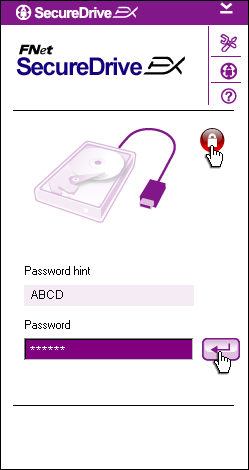 SecureDrive EX
FNet
SecureDrive EX
Password hint
ABCD
Password
******